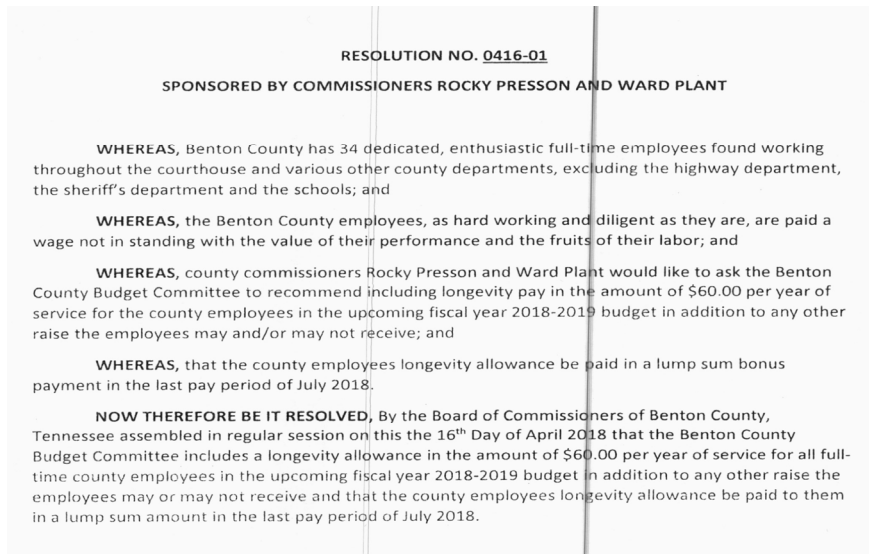 RESOLUTION NO. 0416-01
SPONSORED BY COMMISSIONERS ROCKY PRESSON AND WARD PLANT
WHEREAS, Benton County has 34 dedicated, enthusiastic full-time employees found working
throughout the courthouse and various other county departments, excluding the highway department,
the sheriff's department and the schools; and
WHEREAS, the Benton County employees, as hard working and diligent as they are, are paid a
wage not in standing with the value of their performance and the fruits of their labor; and
WHEREAS, county commissioners Rocky Presson and Ward Plant would like to ask the Benton
County Budget Committee to recommend including longevity pay in the amount of $60.00 per year of
service for the county employees in the upcoming fiscal year 2018-2019 budget in addition to any other
raise the employees may and/or may not receive; and
WHEREAS, that the county employees longevity allowance be paid in a lump sum bonus
payment in the last pay period of July 2018.
NOW THEREFORE BE IT RESOLVED, By the Board of Commissioners of Benton County,
Tennessee assembled in regular session on this the 16th Day of April 2018 that the Benton County
Budget Committee includes a longevity allowance in the amount of $60.00 per year of service for all full-
time county employees in the upcoming fiscal year 2018-2019 budget in addition to any other raise the
employees may or may not receive and that the county employees longevity allowance be paid to them
in a lump sum amount in the last pay period of July 2018.